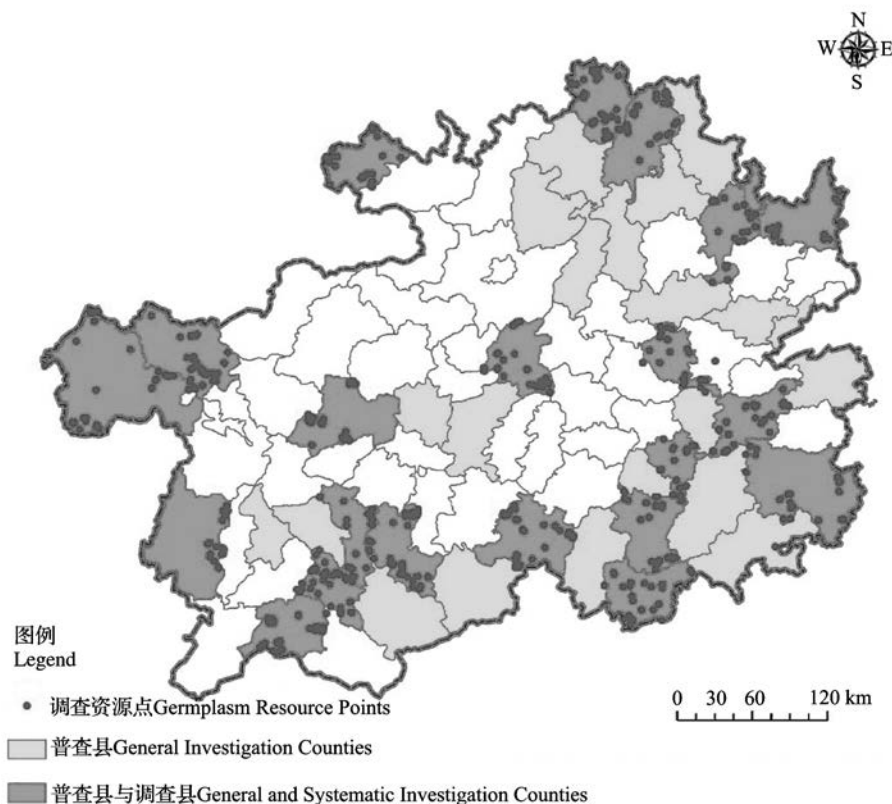 N
W E
S
图例
Legend
0 30 60 120 km
调查资源点Germplasm Resource Points
普查县General Investigation Counties
普查县与调查县General and Systematic Investigation Counties